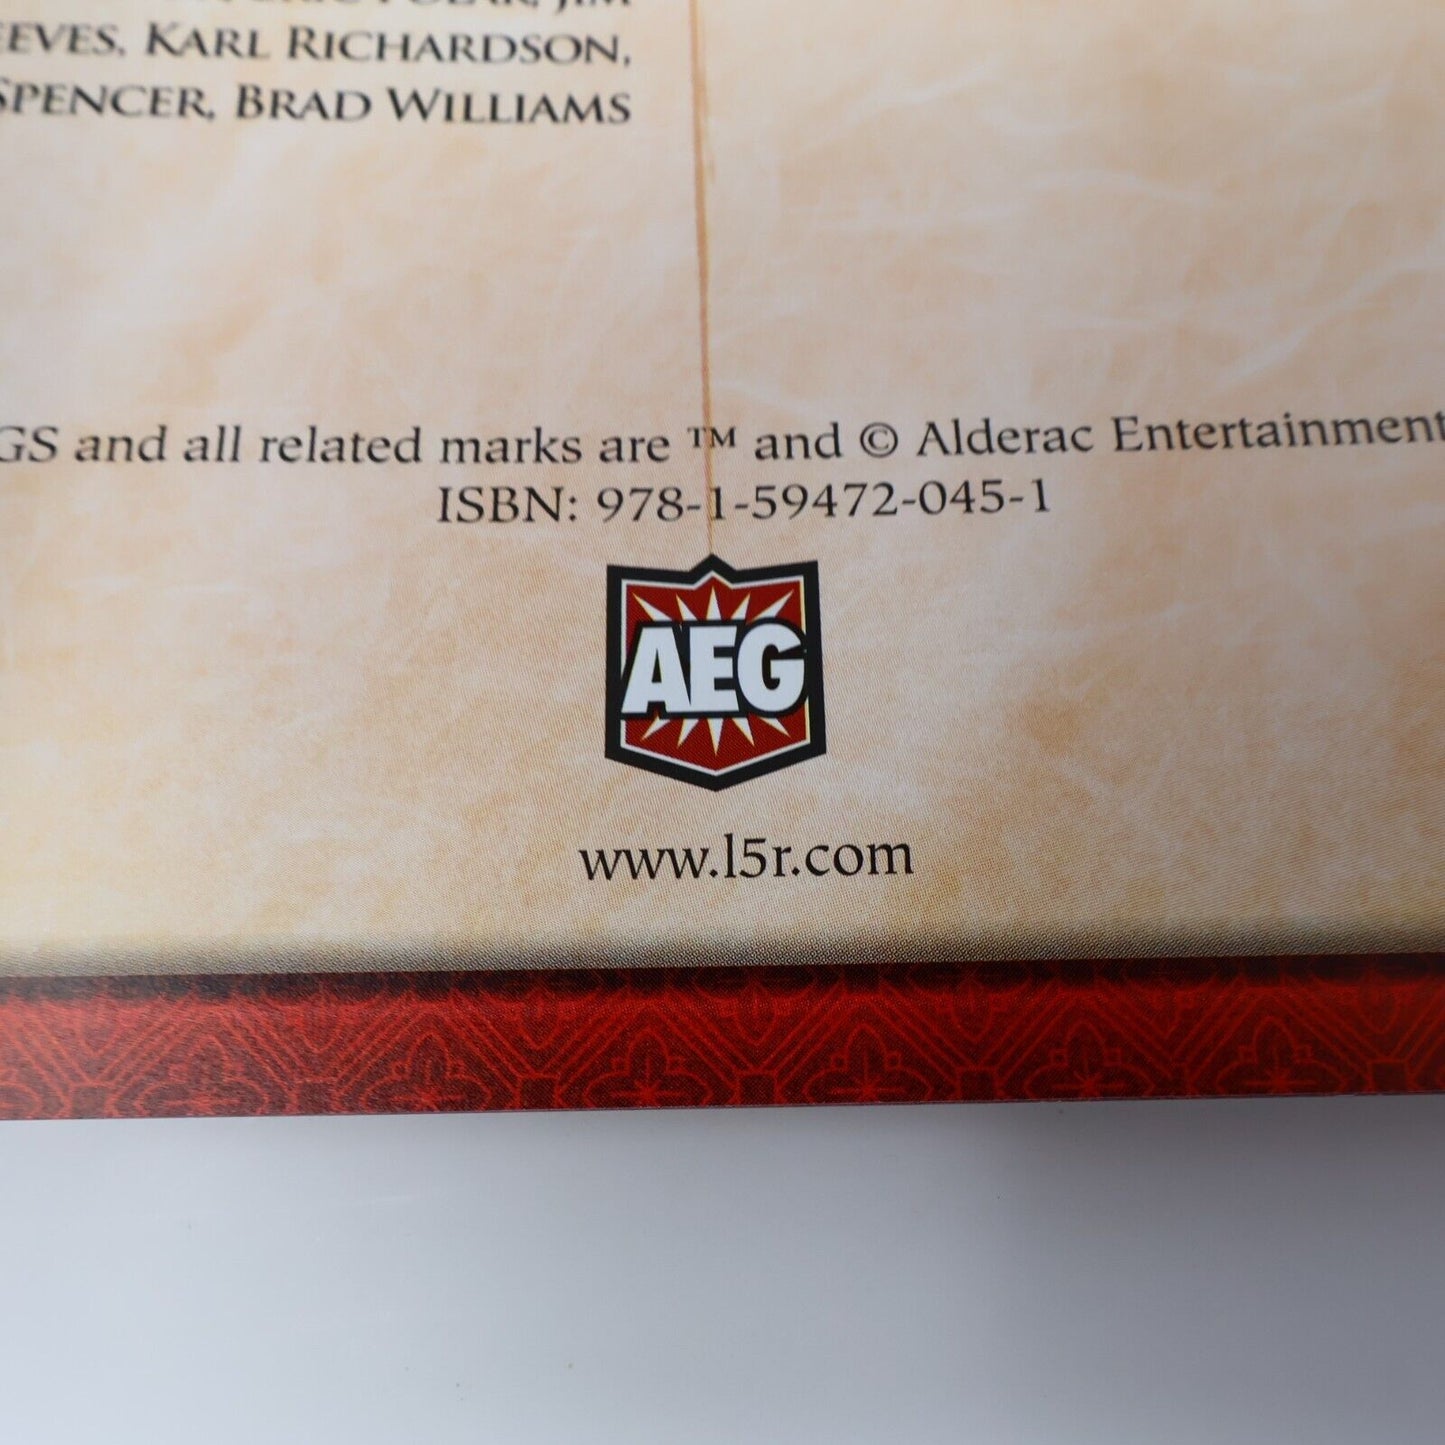 JIM
EEVES, KARL RICHARDSON,
SPENCER, BRAD WILLIAMS
GS and all related marks are ™ and © Alderac Entertainment
ISBN: 978-1-59472-045-1
AEG
www.l5r.com